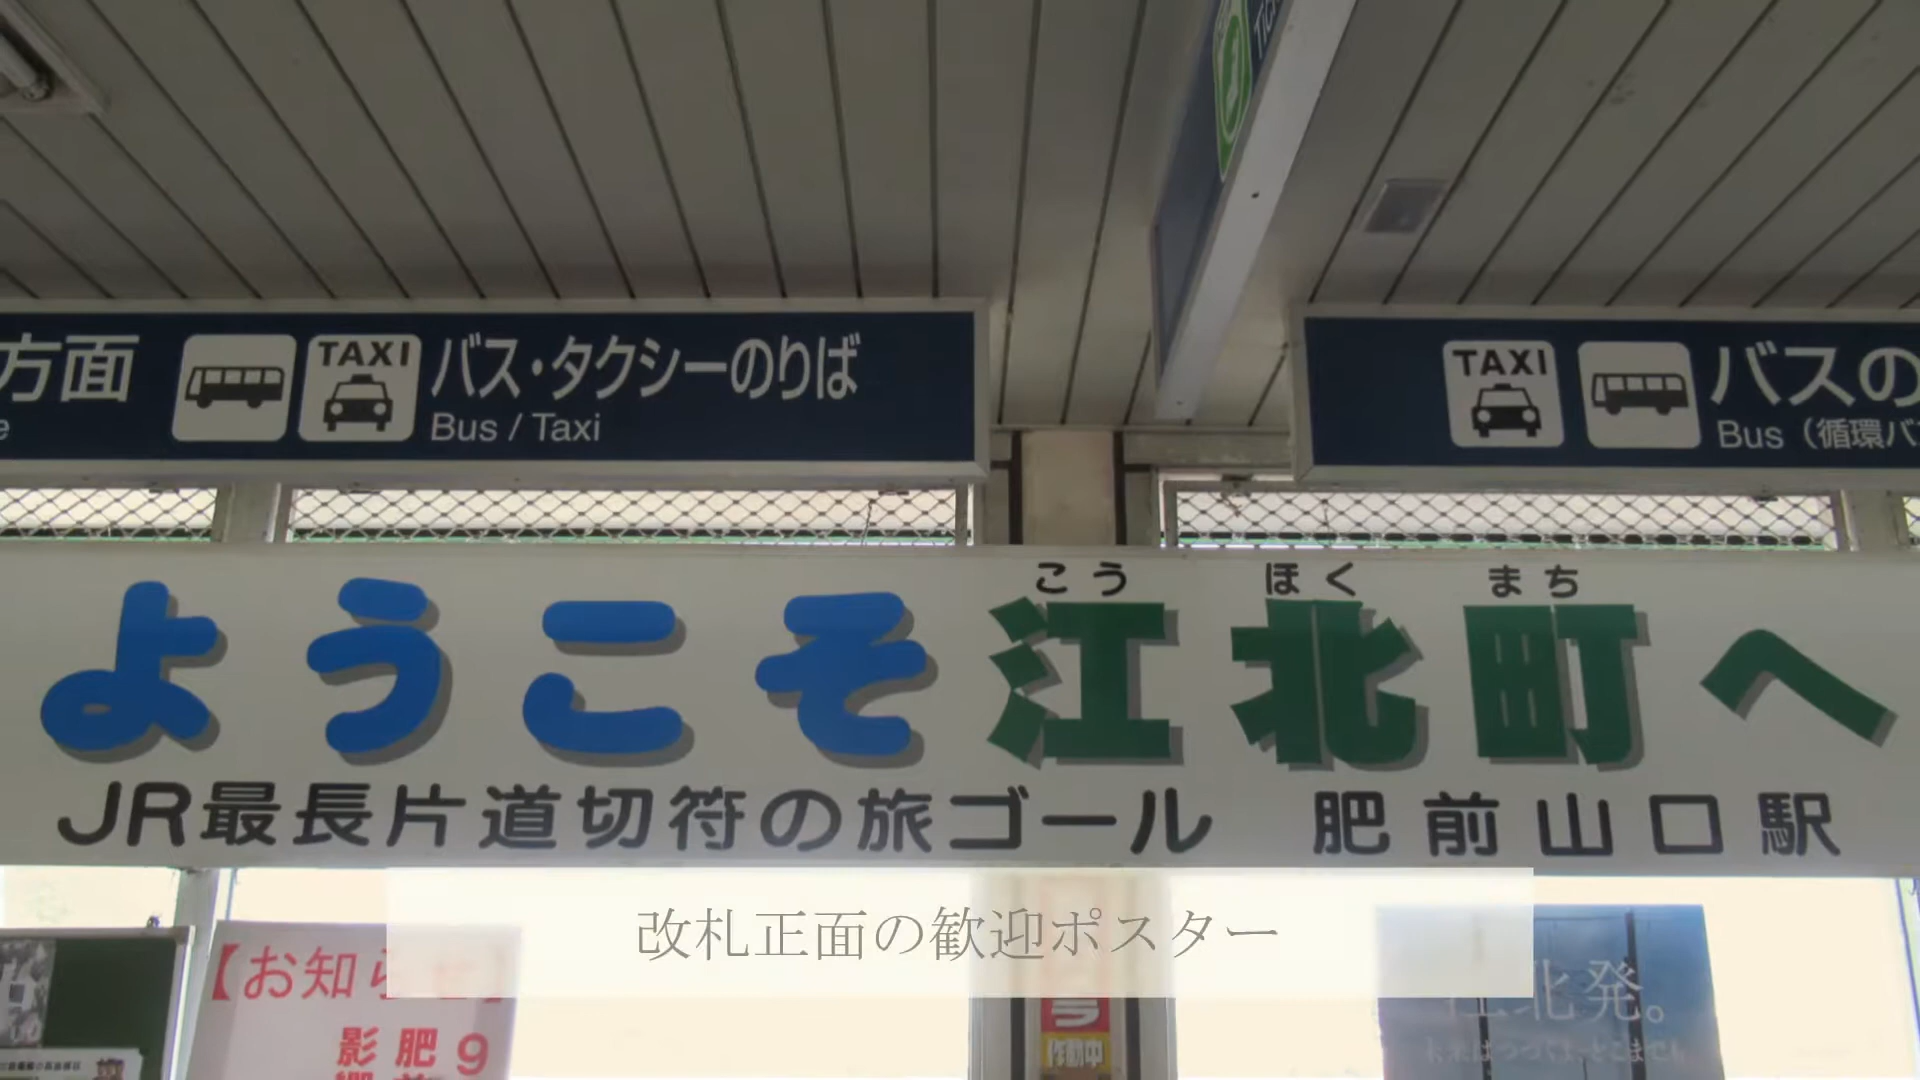 方面
TAXI
バス・タクシーのりば
Bus / Taxi
TAXI
バスの
Bus（循環バ
こう ほく まち
ようこそ江北町へ
JR最長片道切符の旅ゴール 肥前山口駅
改札正面の歓迎ポスター
【お知らせ】
北発。
肥 9
影
作動中